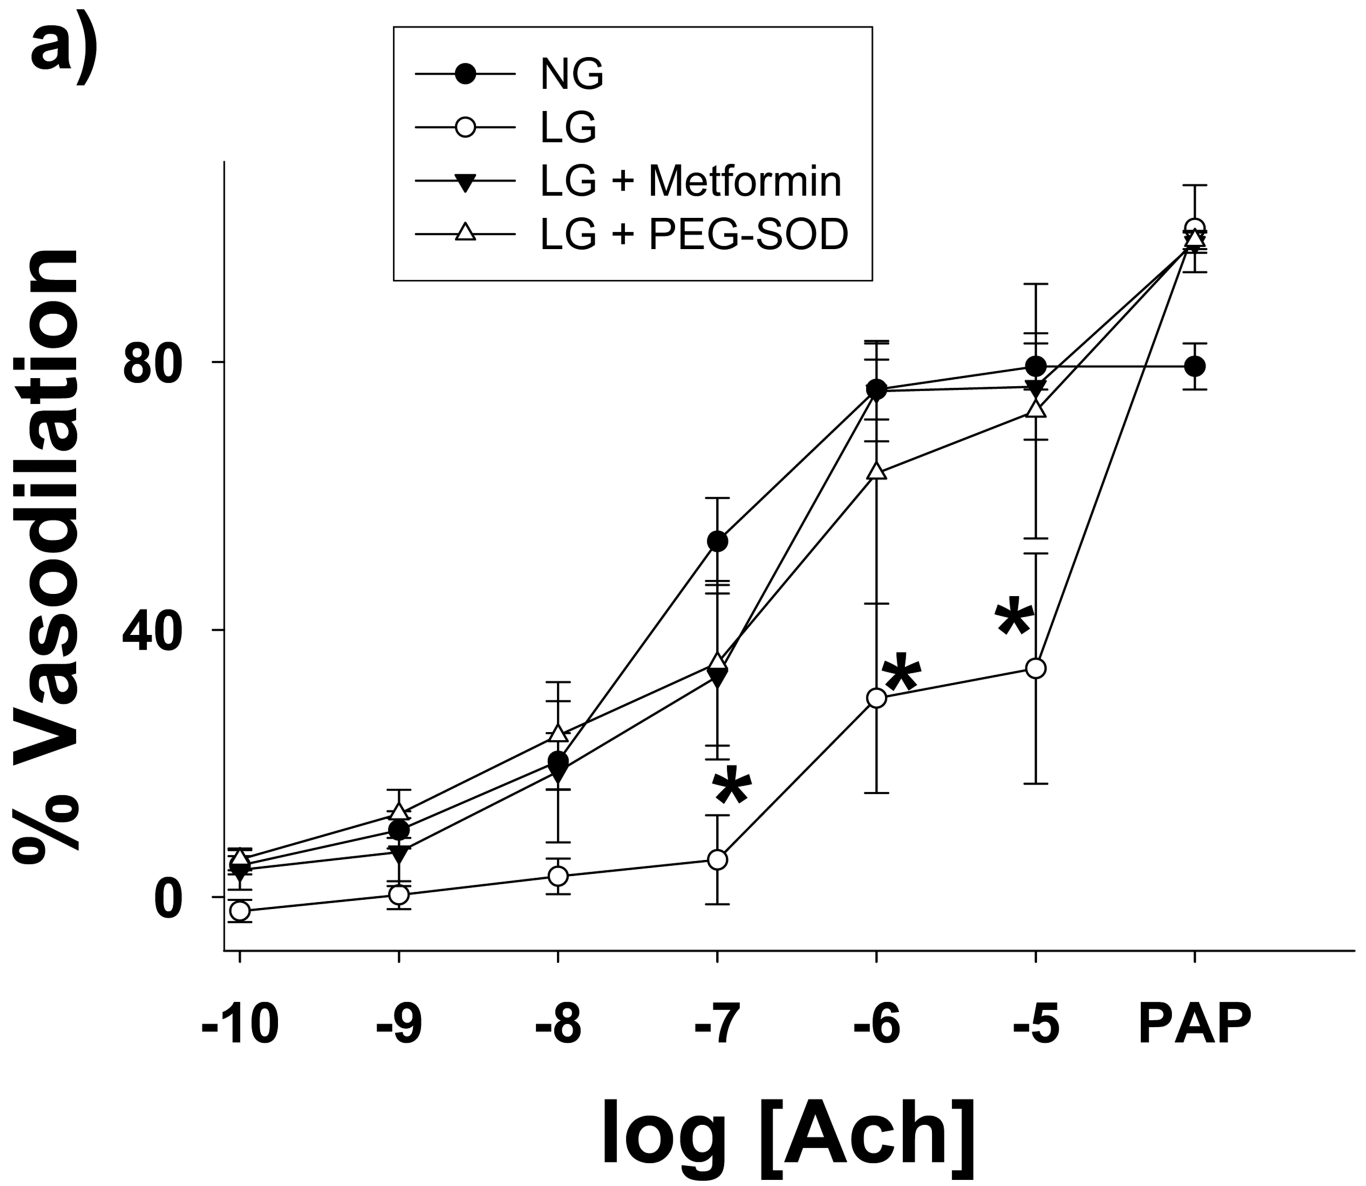 a)
NG
LG
LG + Metformin
LG + PEG-SOD
% Vasodilation
80
40
0
* * *
-10 -9 -8 -7 -6 -5 PAP
log [Ach]